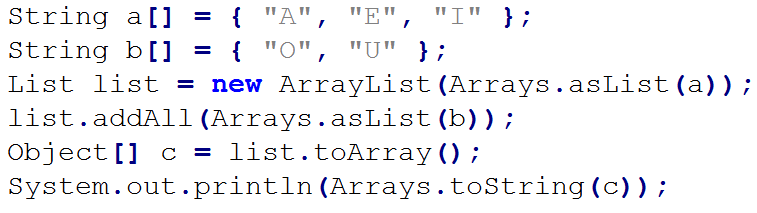 String a[] = { "A", "E", "I" };
String b[] = { "O", "U" };
List list = new ArrayList(Arrays.asList(a));
list.addAll(Arrays.asList(b));
Object[] c = list.toArray();
System.out.println(Arrays.toString(c));